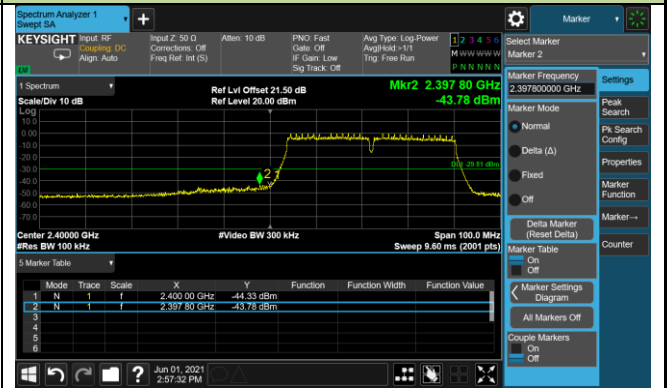 Spectrum Analyzer 1
Swept SA
+
Marker
KEYSIGHT
Input: RF
Coupling: DC
Align: Auto
Input Z: 50 Ω
Corrections: Off
Freq Ref: Int (S)
Atten: 10 dB
PNO: Fast
Gate: Off
IF Gain: Low
Sig Track: Off
Avg Type: Log-Power
Avg|Hold:>1/1
Trig: Free Run
1 2 3 4 5 6
M W W W W W
P N N N N N
Select Marker
Marker 2
1 Spectrum
Scale/Div 10 dB
Log
Ref Lvl Offset 21.50 dB
Ref Level 20.00 dBm
Mkr2 2.397 80 GHz
-43.78 dBm
10.0
0.00
-10.0
-20.0
-30.0
-40.0
-50.0
-60.0
-70.0
2
Center 2.40000 GHz
#Res BW 100 kHz
#Video BW 300 kHz
Span 100.0 MHz
Sweep 9.60 ms (2001 pts)
5 Marker Table
Mode Trace Scale X Y Function Function Width Function Value
1 N 1 f 2.400 00 GHz -44.33 dBm
2 N 1 f 2.397 80 GHz -43.78 dBm
3
4
5
6
Marker Frequency
2.397800000 GHz
Marker Mode
Normal
Delta (Δ)
Fixed
Off
Delta Marker
(Reset Delta)
Marker Table
On
Off
Marker Settings
Diagram
All Markers Off
Couple Markers
On
Off
Settings
Peak
Search
Pk Search
Config
Properties
Marker
Function
Marker→
Counter
?
Jun 01, 2021
2:57:32 PM